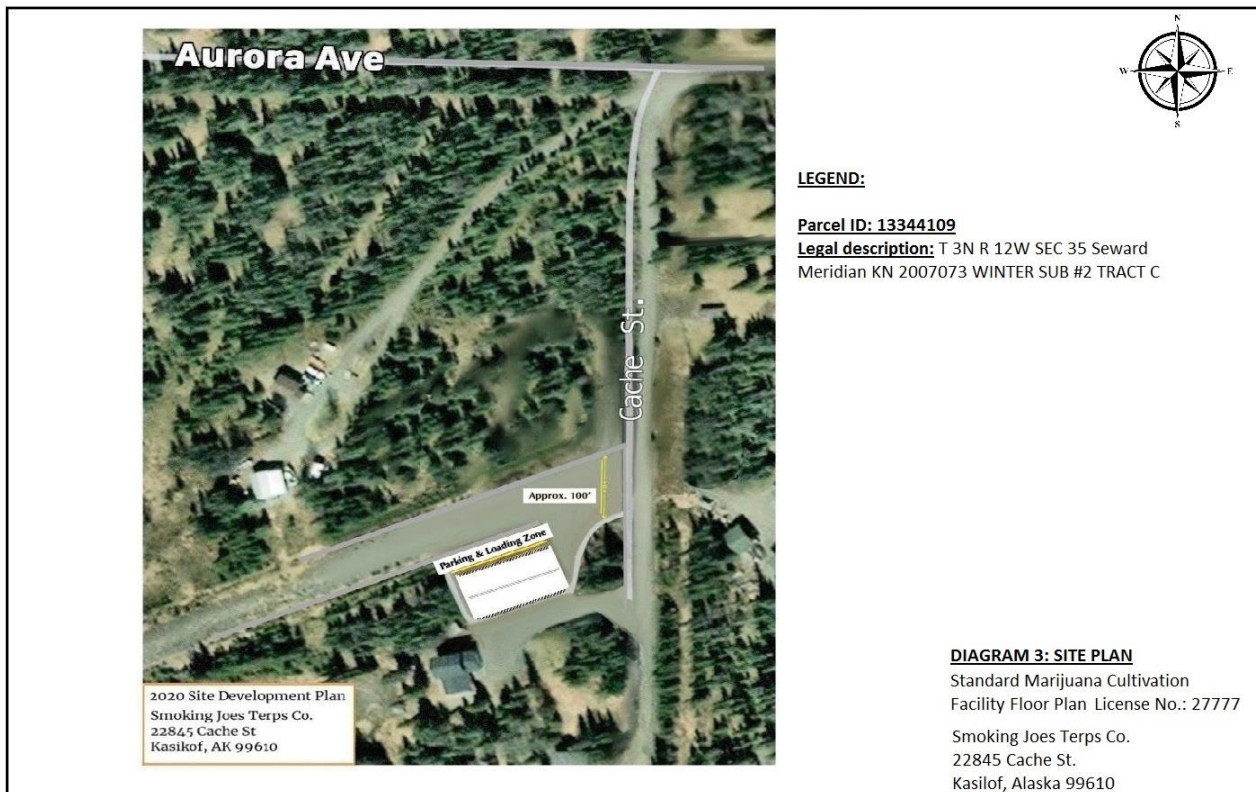 Aurora Ave
N
W
E
S
LEGEND:
Parcel ID: 13344109
Legal description: T 3N R 12W SEC 35 Seward
Meridian KN 2007073 WINTER SUB #2 TRACT C
Cache St.
Approx. 100'
Parking & Loading Zone
2020 Site Development Plan
Smoking Joes Terps Co.
22845 Cache St
Kasikof, AK 99610
DIAGRAM 3: SITE PLAN
Standard Marijuana Cultivation
Facility Floor Plan License No.: 27777
Smoking Joes Terps Co.
22845 Cache St.
Kasilof, Alaska 99610